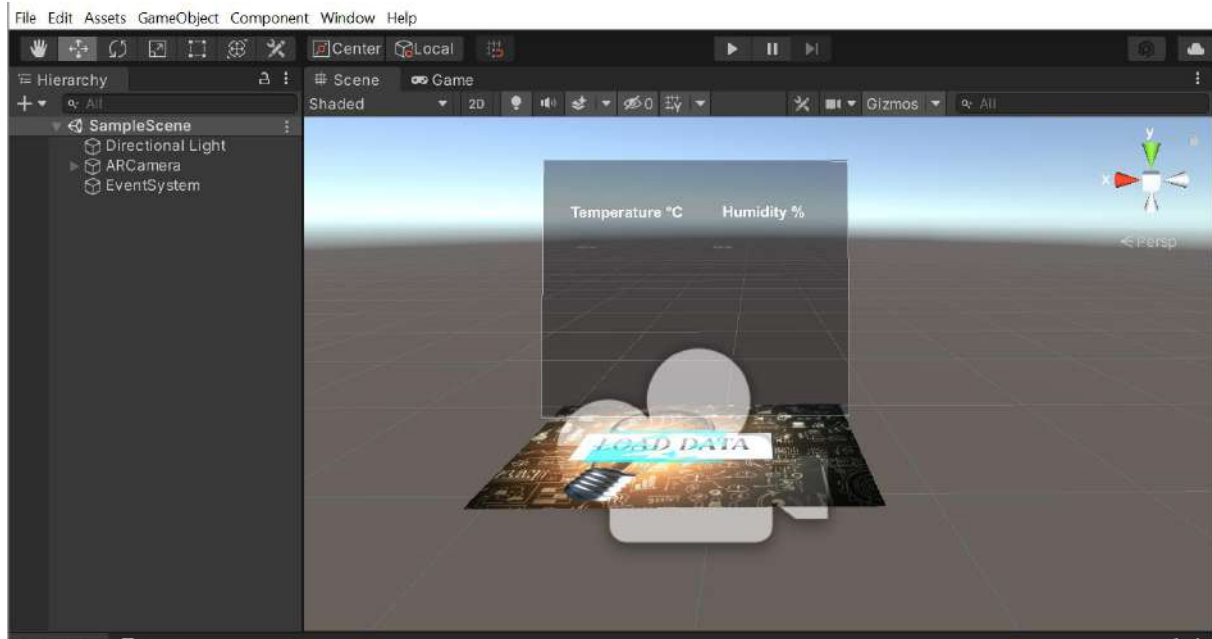 File Edit Assets GameObject Component Window Help
Center Local
Hierarchy
All
SampleScene
Directional Light
ARCamera
EventSystem
Scene Game
Shaded 2D 0 Gizmos All
y
x
Persp
Temperature °C Humidity %
LOAD DATA